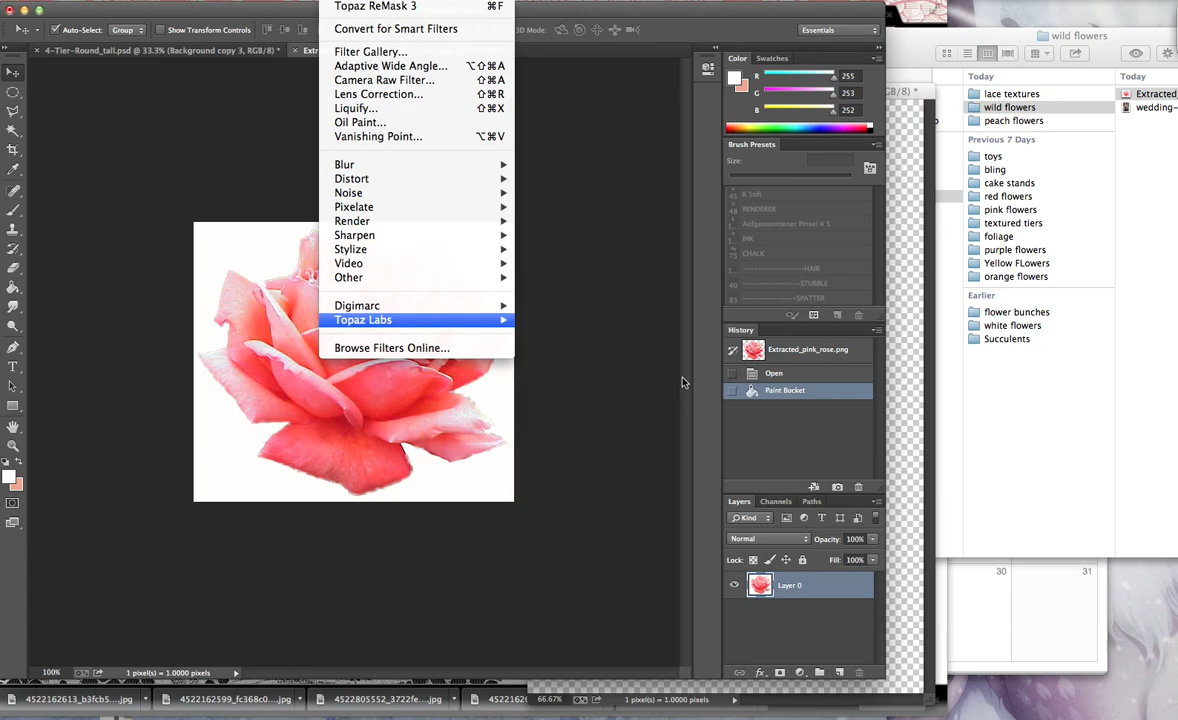 Topaz ReMask 3 ⌘F
Auto-Select: Group Show Transform Controls 3D Mode: Essentials
wild flowers
4-Tier-Round_tall.psd @ 33.3% (Background copy 3, RGB/8) *
Extr
Convert for Smart Filters
Filter Gallery...
Adaptive Wide Angle... ⌥⇧⌘A
Camera Raw Filter... ⇧⌘A
Lens Correction... ⇧⌘R
Liquify... ⇧⌘X
Oil Paint...
Vanishing Point... ⌥⌘V
Blur
Distort
Noise
Pixelate
Render
Sharpen
Stylize
Video
Other
Digimarc
Topaz Labs
Browse Filters Online...
Color Swatches
R 255
G 253
B 252
Brush Presets
Size:
45 K Soft
48 RENDERER
Aufgenommener Pinsel 4 5
INK
75 CHALK
1... ---------------HAIR
40 ---------------STUBBLE
83 ---------------SPATTER
History
Extracted_pink_rose.png
Open
Paint Bucket
Layers Channels Paths
Kind
Normal Opacity: 100%
Lock: Fill: 100%
Layer 0
GB/8) *
Today
lace textures
wild flowers
peach flowers
Previous 7 Days
toys
bling
cake stands
red flowers
pink flowers
textured tiers
foliage
purple flowers
Yellow FLowers
orange flowers
Earlier
flower bunches
white flowers
Succulents
Today
Extracted_
wedding-
30 31
100% 1 pixel(s) = 1.0000 pixels
4522162613_b3fcb5....jpg
4522162599_fc368c0....jpg
4522805552_3722fe....jpg
4522162
66.67% 1 pixel(s) = 1.0000 pixels